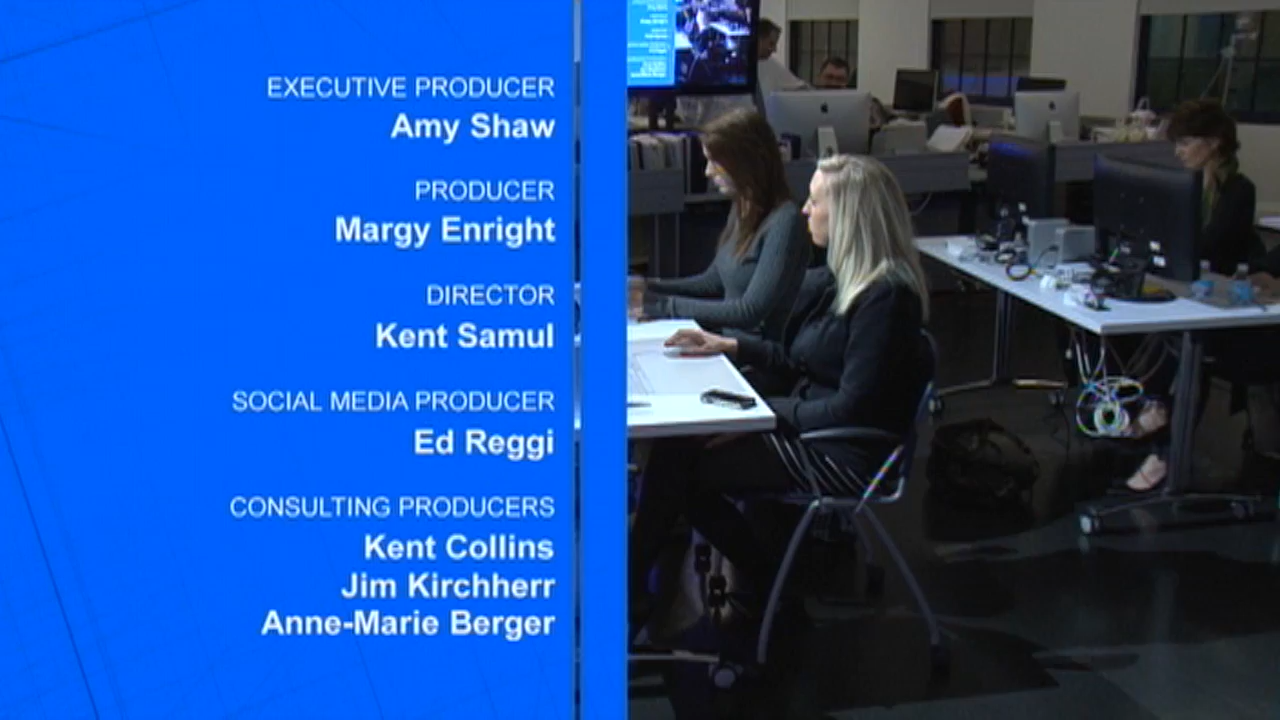 EXECUTIVE PRODUCER
Amy Shaw
PRODUCER
Margy Enright
DIRECTOR
Kent Samul
SOCIAL MEDIA PRODUCER
Ed Reggi
CONSULTING PRODUCERS
Kent Collins
Jim Kirchherr
Anne-Marie Berger